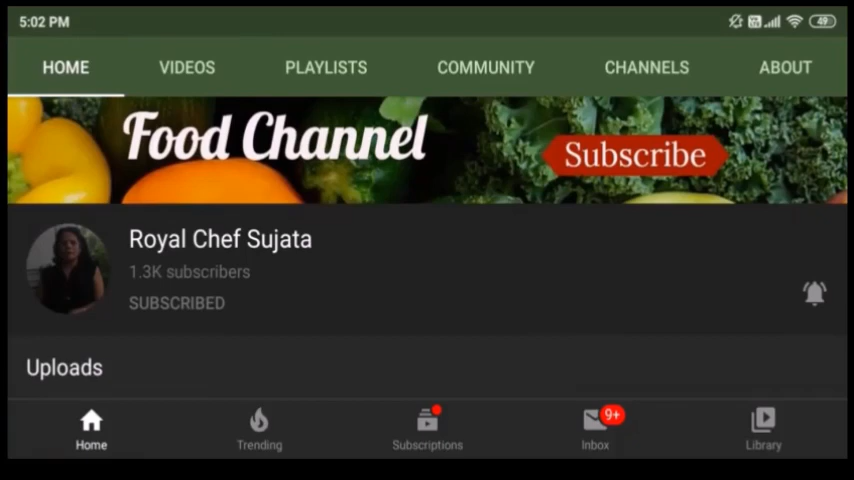 5:02 PM 49
HOME VIDEOS PLAYLISTS COMMUNITY CHANNELS ABOUT
Food Channel
Subscribe
Royal Chef Sujata
1.3K subscribers
SUBSCRIBED
Uploads
9+
Home Trending Subscriptions Inbox Library